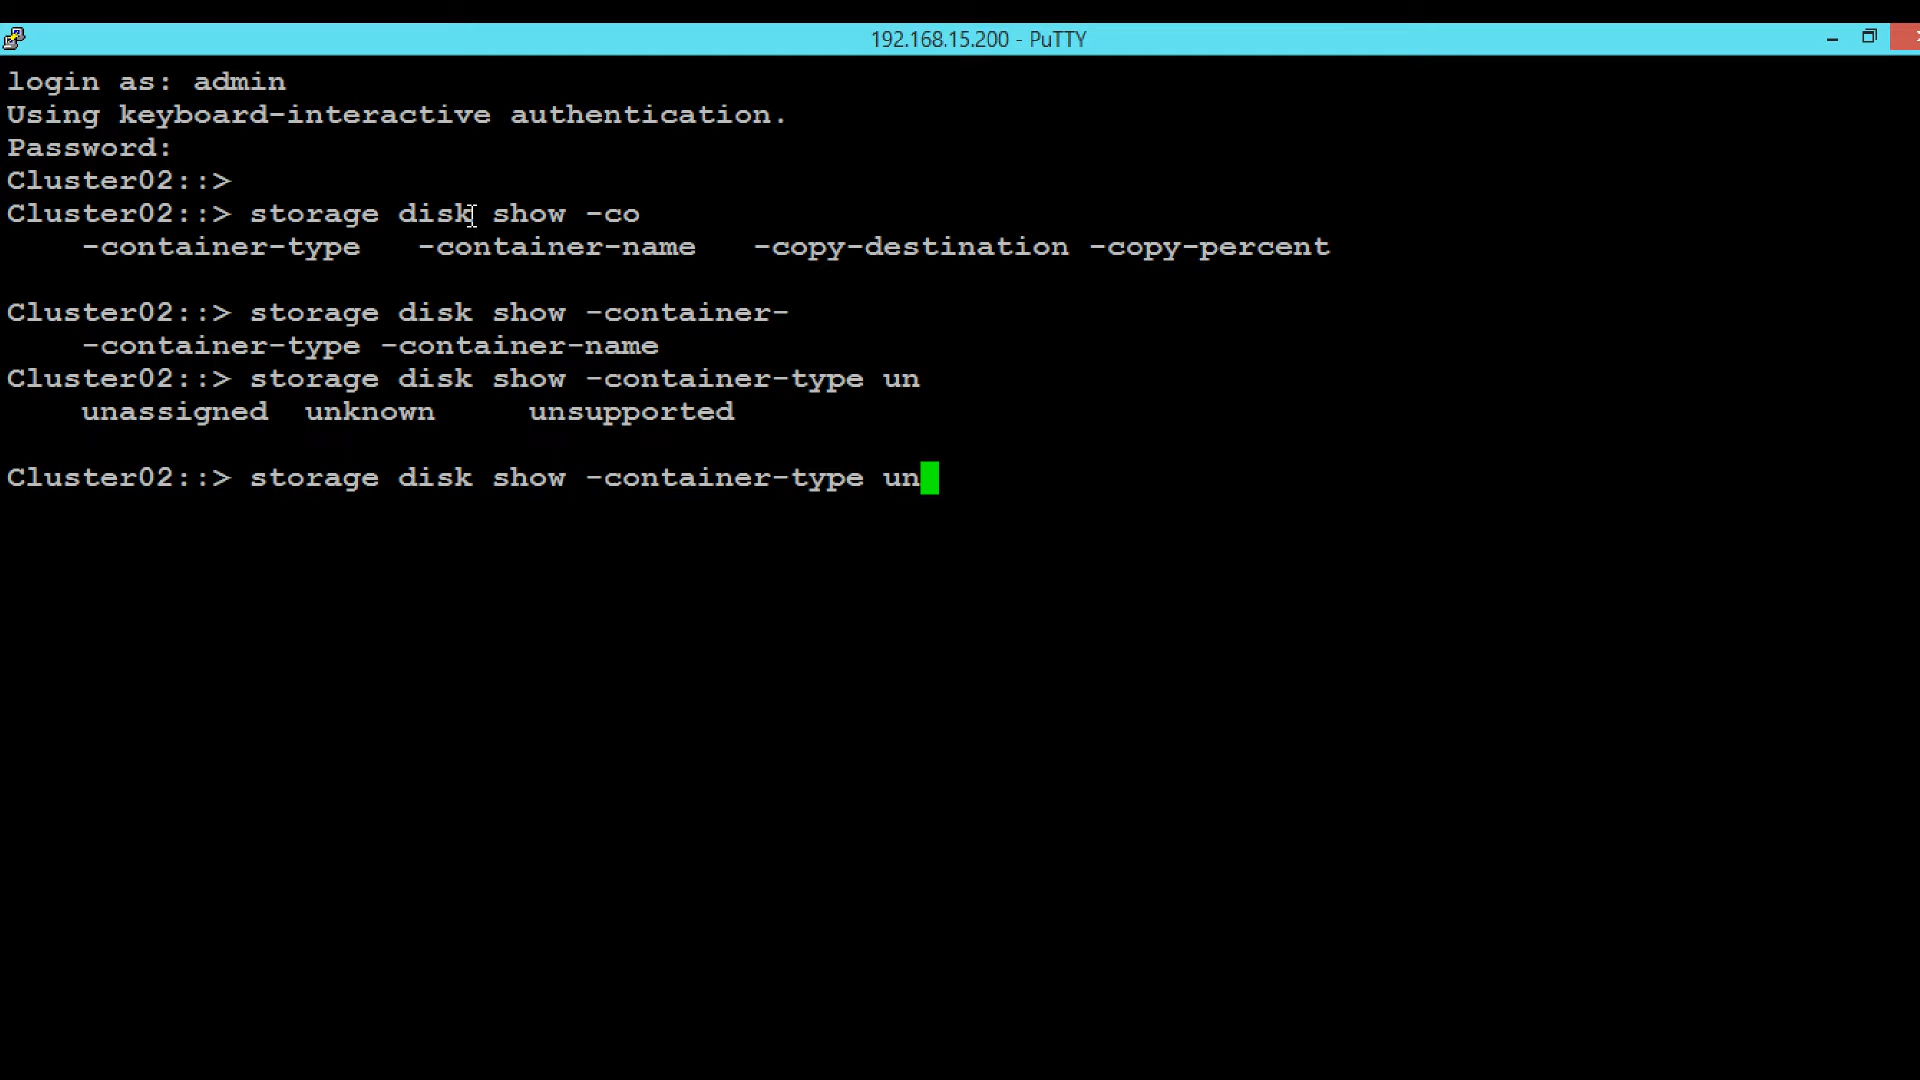 192.168.15.200 - PuTTY
login as: admin
Using keyboard-interactive authentication.
Password:
Cluster02::>
Cluster02::> storage disk show -co
    -container-type   -container-name   -copy-destination -copy-percent

Cluster02::> storage disk show -container-
    -container-type -container-name
Cluster02::> storage disk show -container-type un
    unassigned  unknown     unsupported

Cluster02::> storage disk show -container-type un